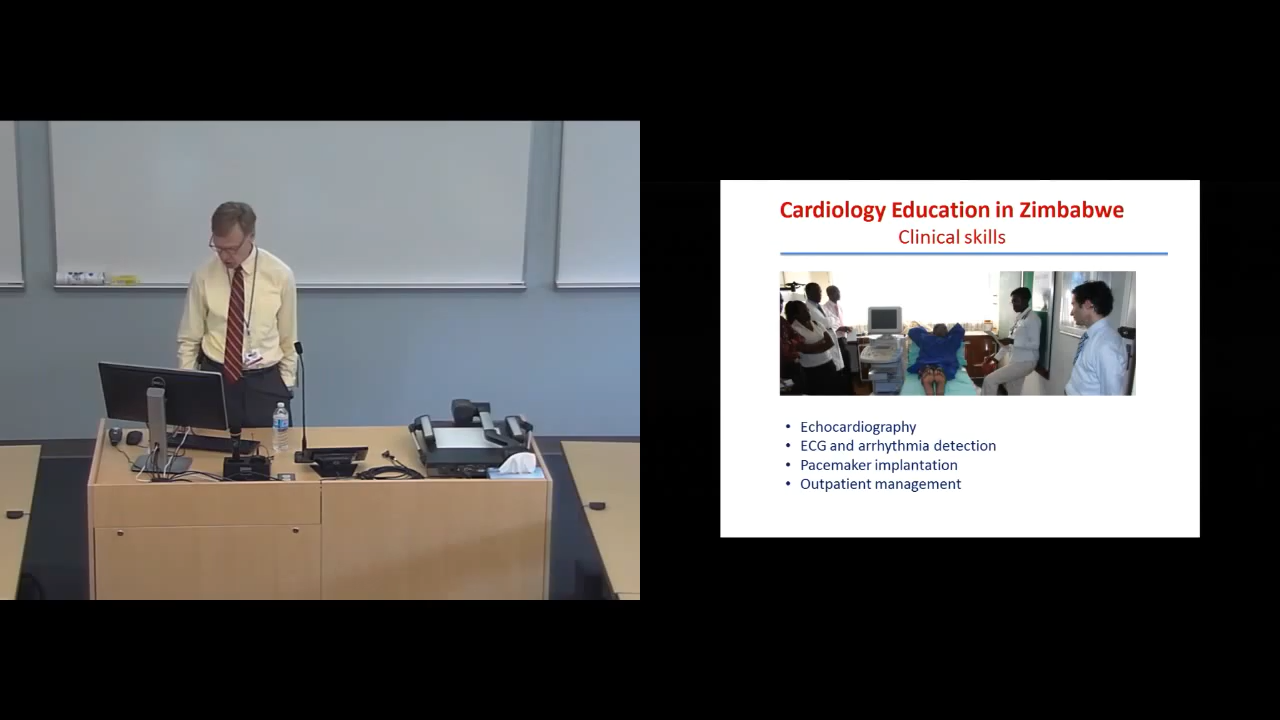 Cardiology Education in Zimbabwe
Clinical skills
• Echocardiography
• ECG and arrhythmia detection
• Pacemaker implantation
• Outpatient management